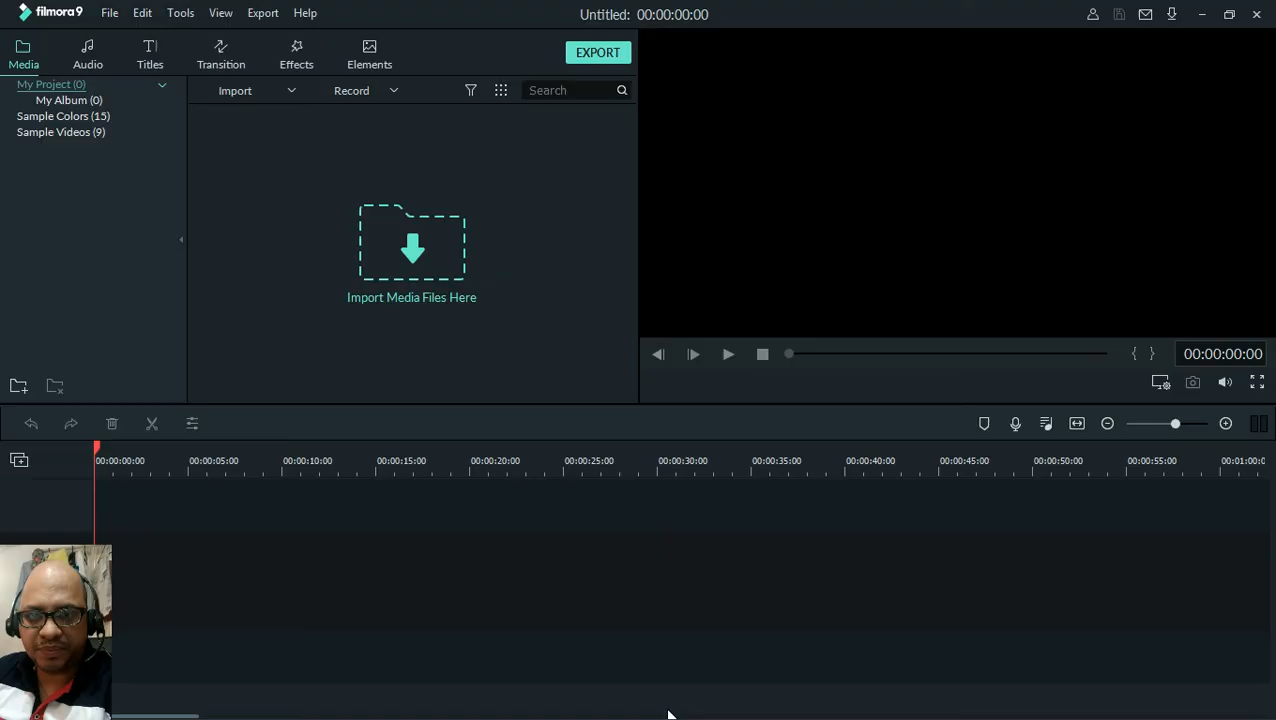 filmora9 File Edit Tools View Export Help Untitled: 00:00:00:00
Media Audio Titles Transition Effects Elements EXPORT
My Project (0) Import Record Search
My Album (0)
Sample Colors (15)
Sample Videos (9)
Import Media Files Here
00:00:00:00
00:00:00:00 00:00:05:00 00:00:10:00 00:00:15:00 00:00:20:00 00:00:25:00 00:00:30:00 00:00:35:00 00:00:40:00 00:00:45:00 00:00:50:00 00:00:55:00 00:01:00:0